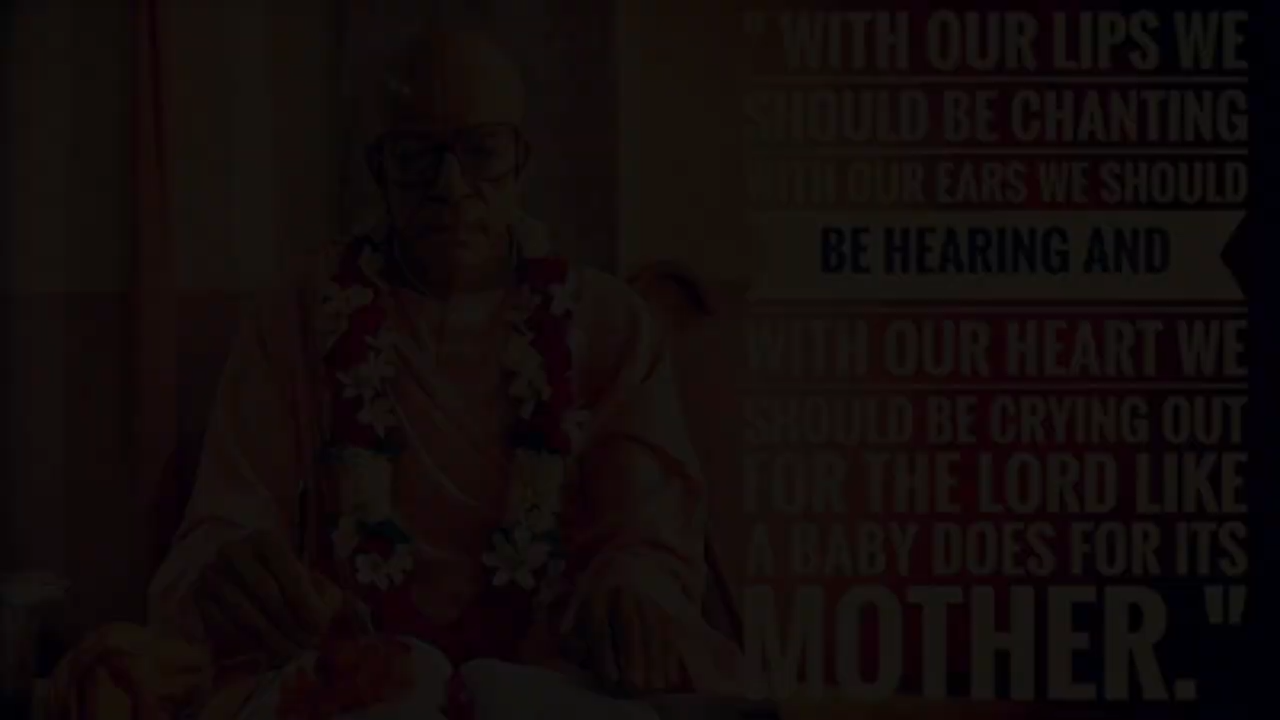 " WITH OUR LIPS WE
SHOULD BE CHANTING
WITH OUR EARS WE SHOULD
BE HEARING AND
WITH OUR HEART WE
SHOULD BE CRYING OUT
FOR THE LORD LIKE
A BABY DOES FOR ITS
MOTHER."